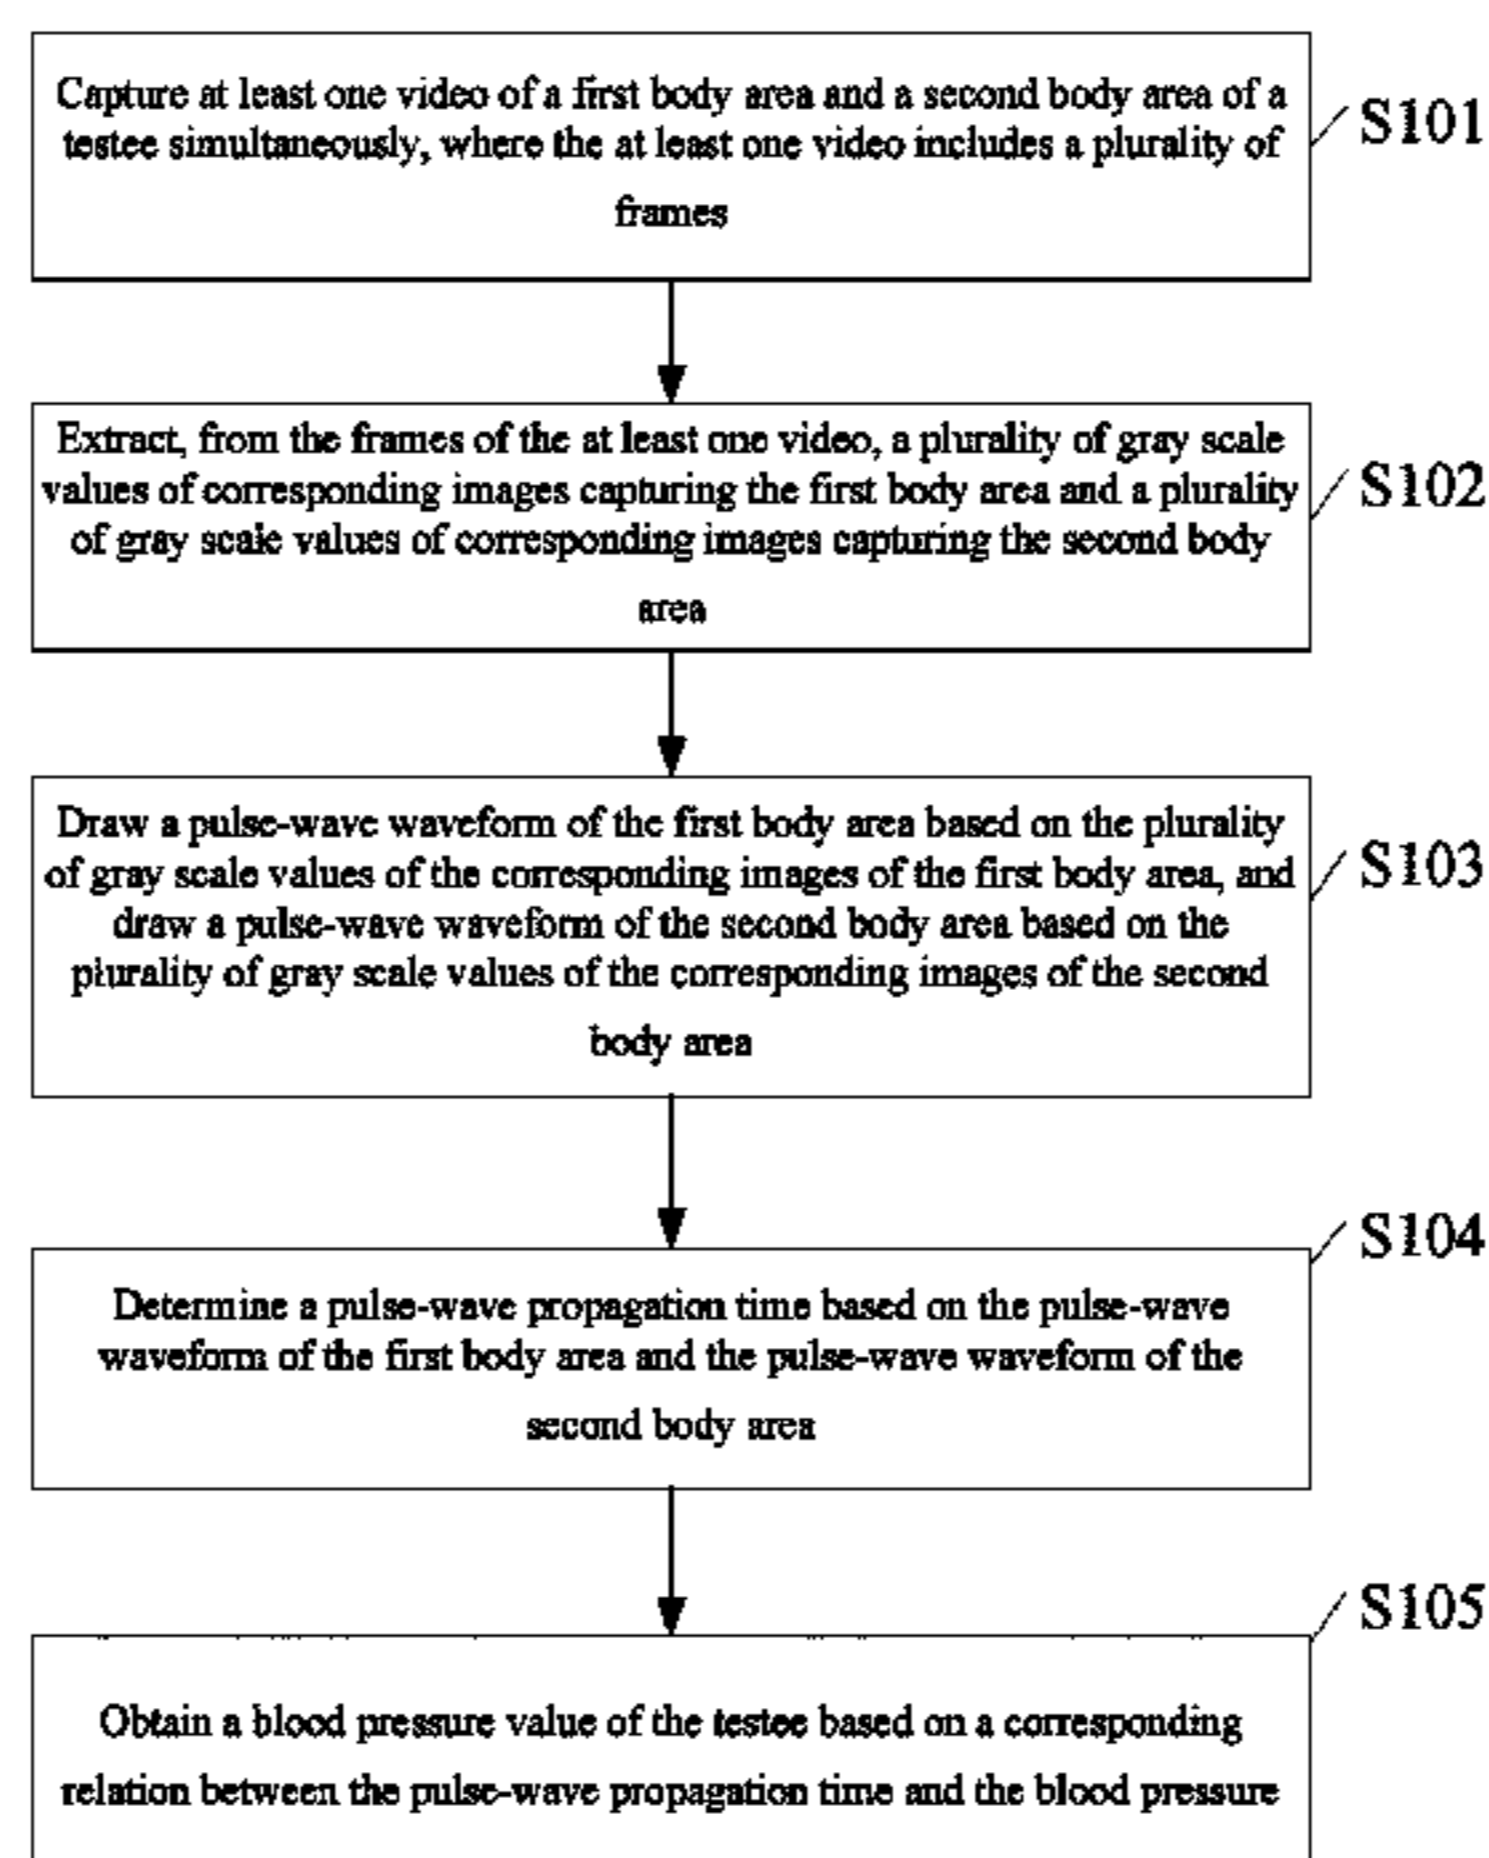 Capture at least one video of a first body area and a second body area of a
testee simultaneously, where the at least one video includes a plurality of
frames
S101
Extract, from the frames of the at least one video, a plurality of gray scale
values of corresponding images capturing the first body area and a plurality
of gray scale values of corresponding images capturing the second body
area
S102
Draw a pulse-wave waveform of the first body area based on the plurality
of gray scale values of the corresponding images of the first body area, and
draw a pulse-wave waveform of the second body area based on the
plurality of gray scale values of the corresponding images of the second
body area
S103
Determine a pulse-wave propagation time based on the pulse-wave
waveform of the first body area and the pulse-wave waveform of the
second body area
S104
Obtain a blood pressure value of the testee based on a corresponding
relation between the pulse-wave propagation time and the blood pressure
S105